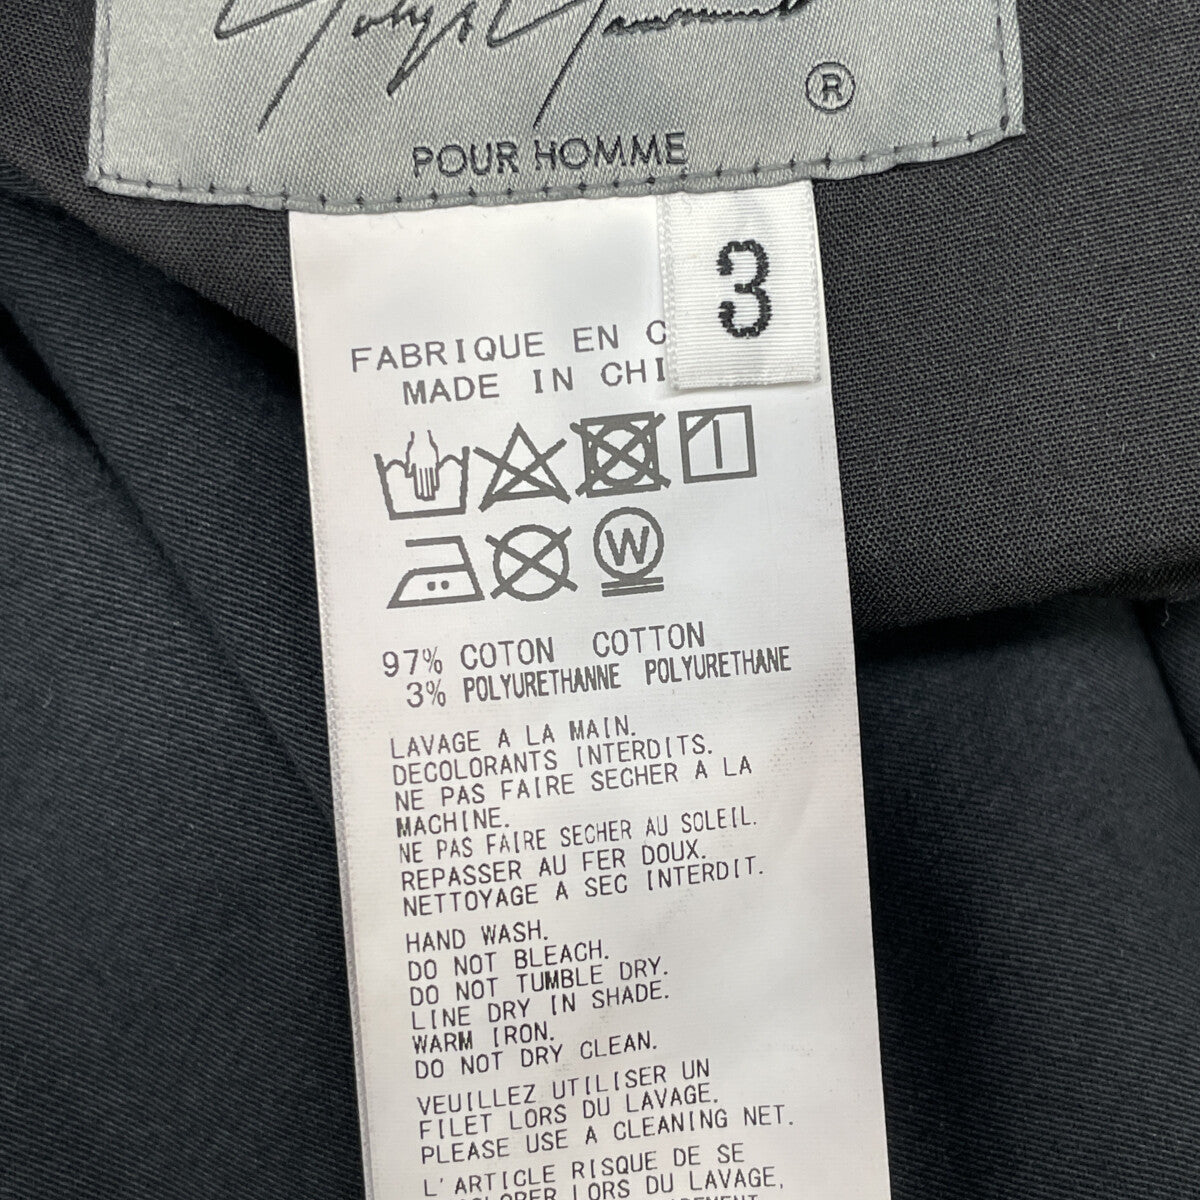 Yohji Yamamoto
®
POUR HOMME
3
FABRIQUE EN C
MADE IN CHI
W
97% COTON COTTON
3% POLYURETHANNE POLYURETHANE
LAVAGE A LA MAIN.
DECOLORANTS INTERDITS.
NE PAS FAIRE SECHER A LA
MACHINE.
NE PAS FAIRE SECHER AU SOLEIL.
REPASSER AU FER DOUX.
NETTOYAGE A SEC INTERDIT.
HAND WASH.
DO NOT BLEACH.
DO NOT TUMBLE DRY.
LINE DRY IN SHADE.
WARM IRON.
DO NOT DRY CLEAN.
VEUILLEZ UTILISER UN
FILET LORS DU LAVAGE.
PLEASE USE A CLEANING NET.
L'ARTICLE RISQUE DE SE
LORS DU LAVAGE,